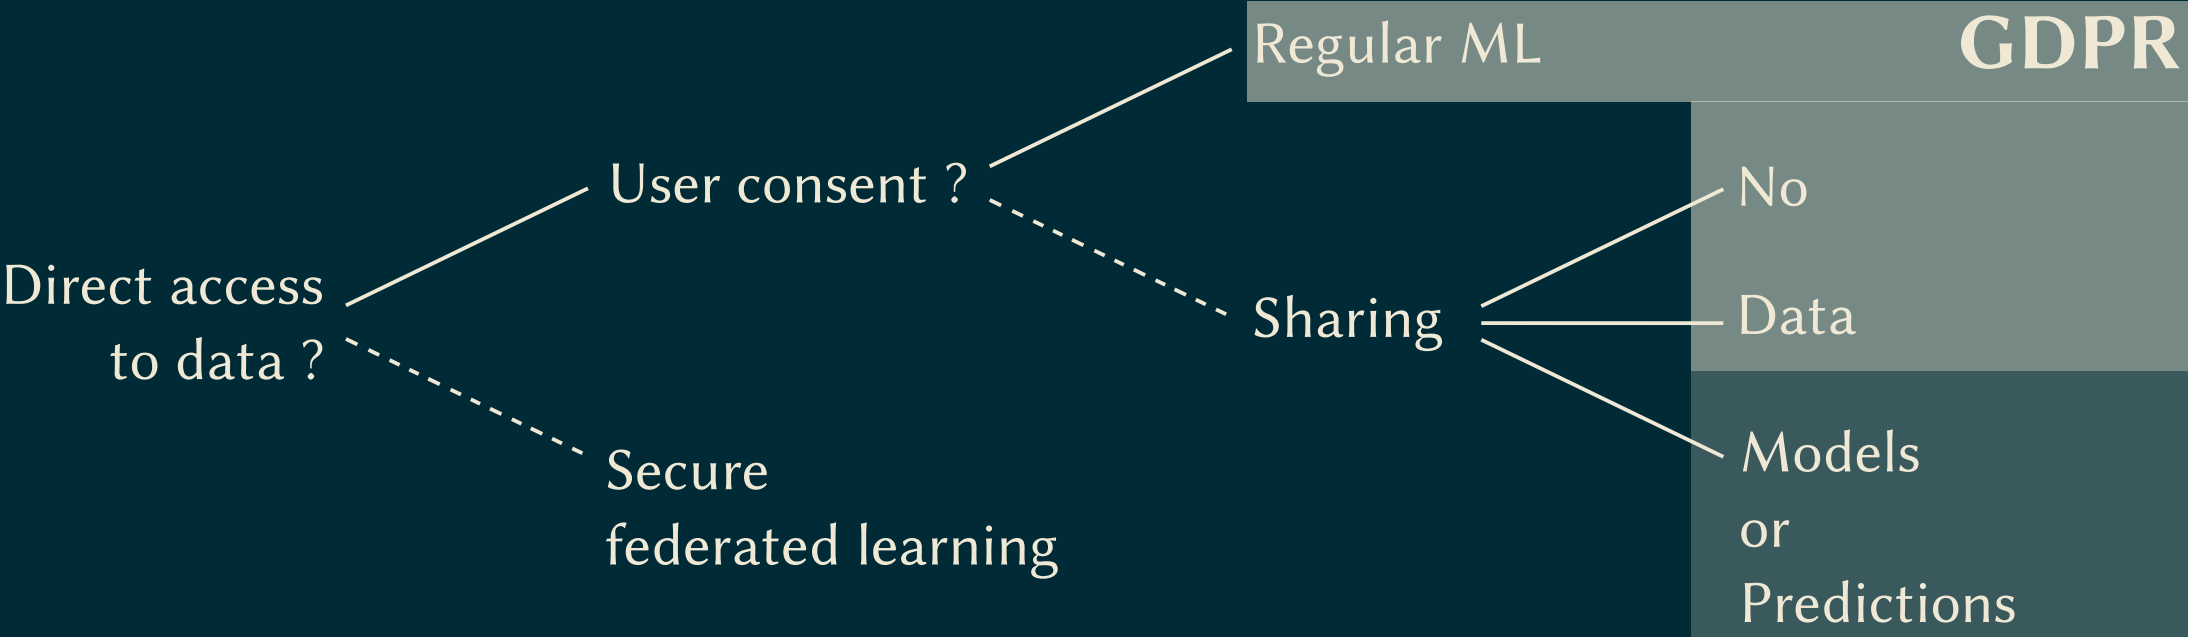 Regular ML
GDPR
User consent ?
No
Direct access
to data ?
Sharing
Data
Secure
federated learning
Models
or
Predictions